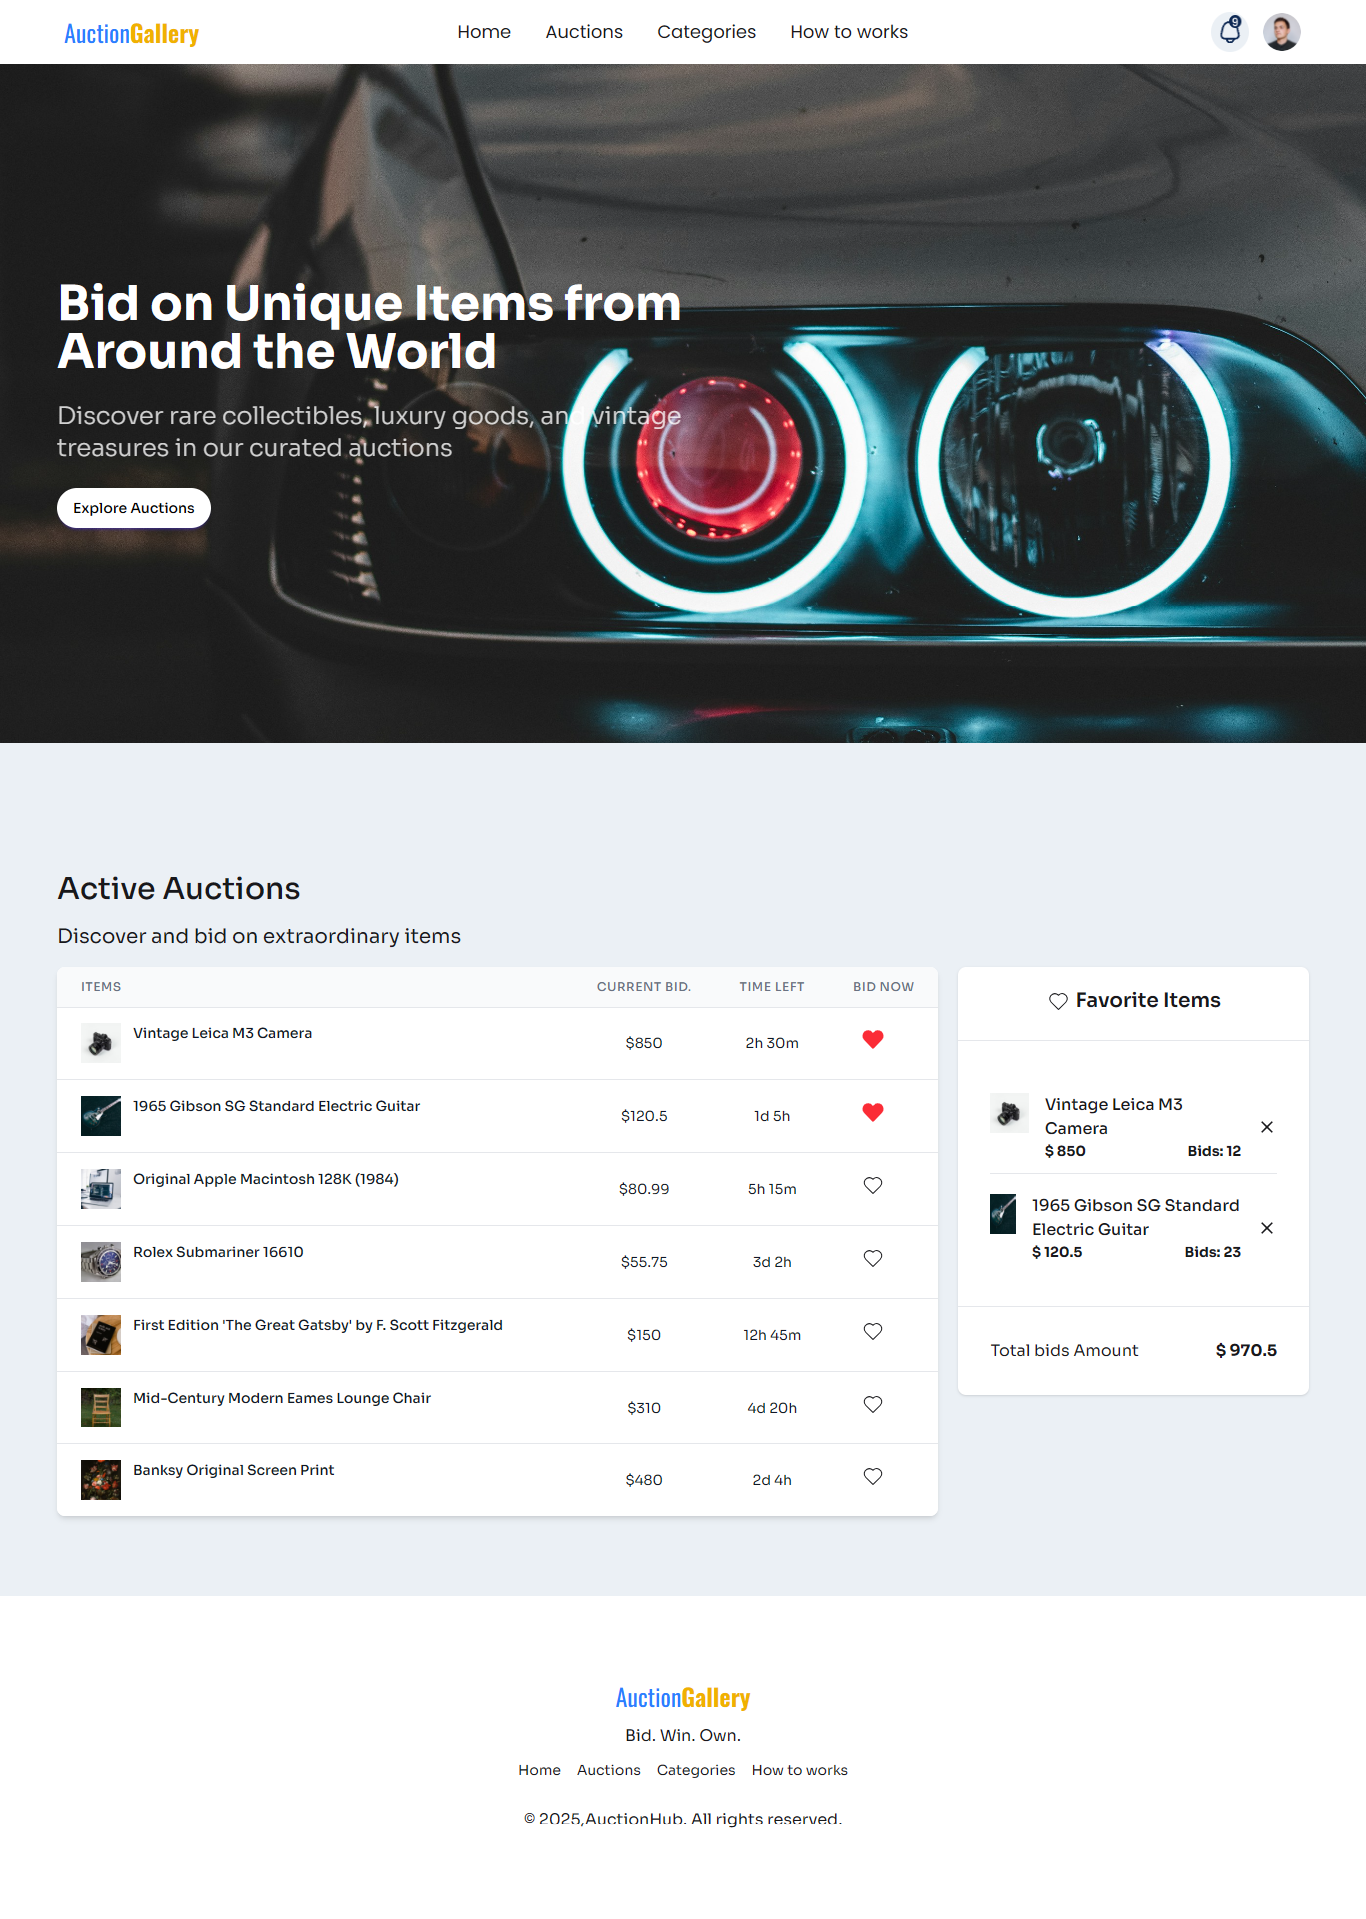 AuctionGallery
Home Auctions Categories How to works
9
Bid on Unique Items from
Around the World
Discover rare collectibles, luxury goods, and vintage
treasures in our curated auctions
Explore Auctions
Active Auctions
Discover and bid on extraordinary items
ITEMS CURRENT BID. TIME LEFT BID NOW
Vintage Leica M3 Camera $850 2h 30m
1965 Gibson SG Standard Electric Guitar $120.5 1d 5h
Original Apple Macintosh 128K (1984) $80.99 5h 15m
Rolex Submariner 16610 $55.75 3d 2h
First Edition 'The Great Gatsby' by F. Scott Fitzgerald $150 12h 45m
Mid-Century Modern Eames Lounge Chair $310 4d 20h
Banksy Original Screen Print $480 2d 4h
Favorite Items
Vintage Leica M3
Camera
$ 850 Bids: 12
1965 Gibson SG Standard
Electric Guitar
$ 120.5 Bids: 23
Total bids Amount $ 970.5
AuctionGallery
Bid. Win. Own.
Home Auctions Categories How to works
© 2025,AuctionHub. All rights reserved.